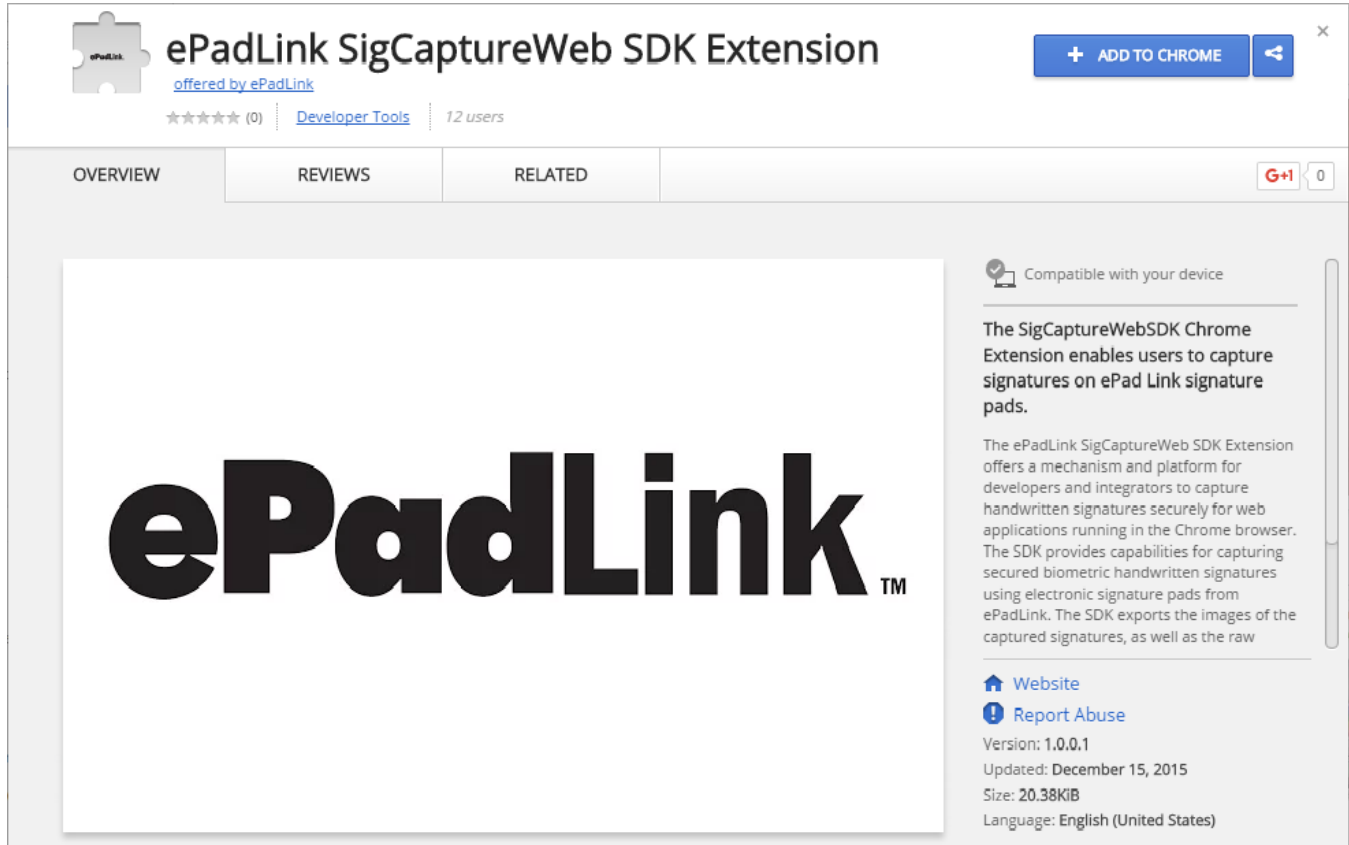 ePadLink
ePadLink SigCaptureWeb SDK Extension
offered by ePadLink
(0)
Developer Tools
12 users
+ ADD TO CHROME
×
OVERVIEW
REVIEWS
RELATED
G+1
0
ePadLink™
Compatible with your device
The SigCaptureWebSDK Chrome
Extension enables users to capture
signatures on ePad Link signature
pads.
The ePadLink SigCaptureWeb SDK Extension
offers a mechanism and platform for
developers and integrators to capture
handwritten signatures securely for web
applications running in the Chrome browser.
The SDK provides capabilities for capturing
secured biometric handwritten signatures
using electronic signature pads from
ePadLink. The SDK exports the images of the
captured signatures, as well as the raw
Website
Report Abuse
Version: 1.0.0.1
Updated: December 15, 2015
Size: 20.38KiB
Language: English (United States)